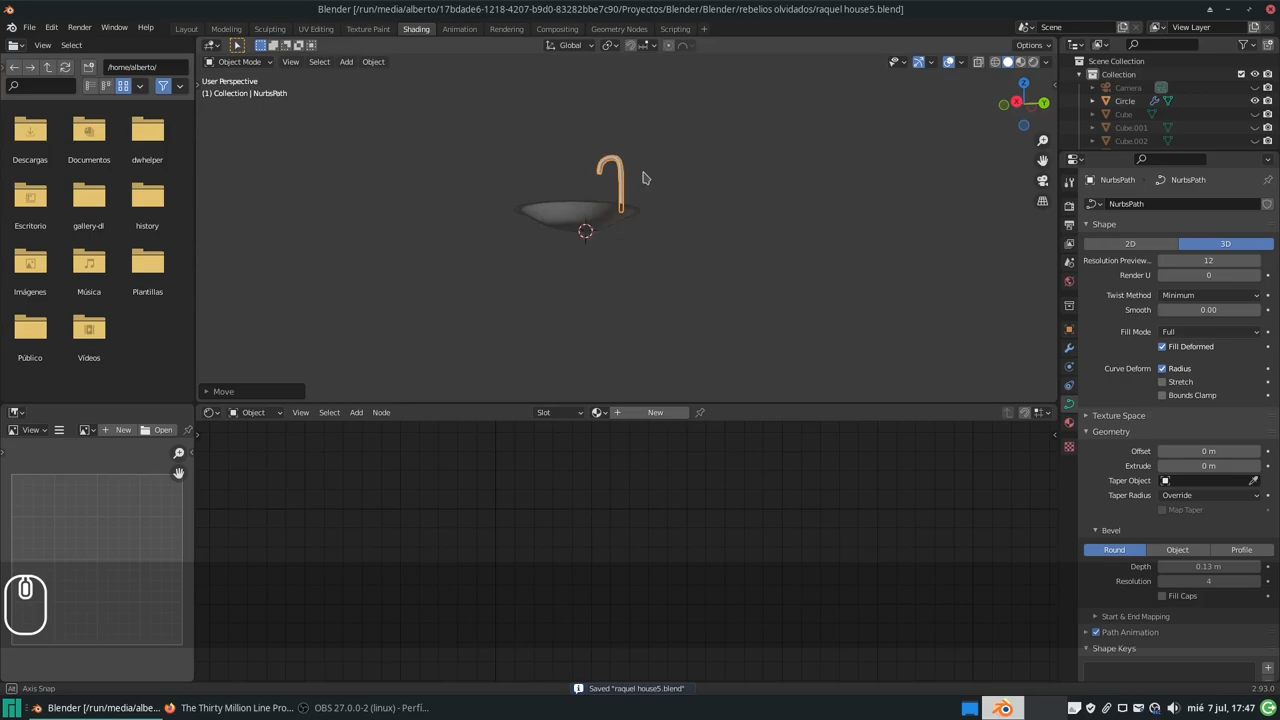 Blender [/run/media/alberto/17bdade6-1218-4207-b9d0-83282bbe7c90/Proyectos/Blender/Blender/rebelios olvidados/raquel house5.blend]
File Edit Render Window Help Layout Modeling Sculpting UV Editing Texture Paint Shading Animation Rendering Compositing Geometry Nodes Scripting + Scene View Layer
View Select Global Options
/home/alberto/ Object Mode View Select Add Object
User Perspective
(1) Collection | NurbsPath
Descargas Documentos dwhelper
Escritorio gallery-dl history
Imágenes Música Plantillas
Público Vídeos
Z
Y
X
Move
Scene Collection
Collection
Camera
Circle
Cube
Cube.001
Cube.002
NurbsPath NurbsPath
NurbsPath
Shape
2D 3D
Resolution Preview... 12
Render U 0
Twist Method Minimum
Smooth 0.00
Fill Mode Full
Fill Deformed
Curve Deform Radius
Stretch
Bounds Clamp
Texture Space
Geometry
Offset 0 m
Extrude 0 m
Taper Object
Taper Radius Override
Map Taper
Bevel
Round Object Profile
Depth 0.13 m
Resolution 4
Fill Caps
Start & End Mapping
Path Animation
Shape Keys
Object View Select Add Node Slot New
View New Open
Alt Axis Snap Saved "raquel house5.blend" 2.93.0
Blender [/run/media/albe... The Thirty Million Line Pro... OBS 27.0.0-2 (linux) - Perfi... mié 7 jul, 17:47